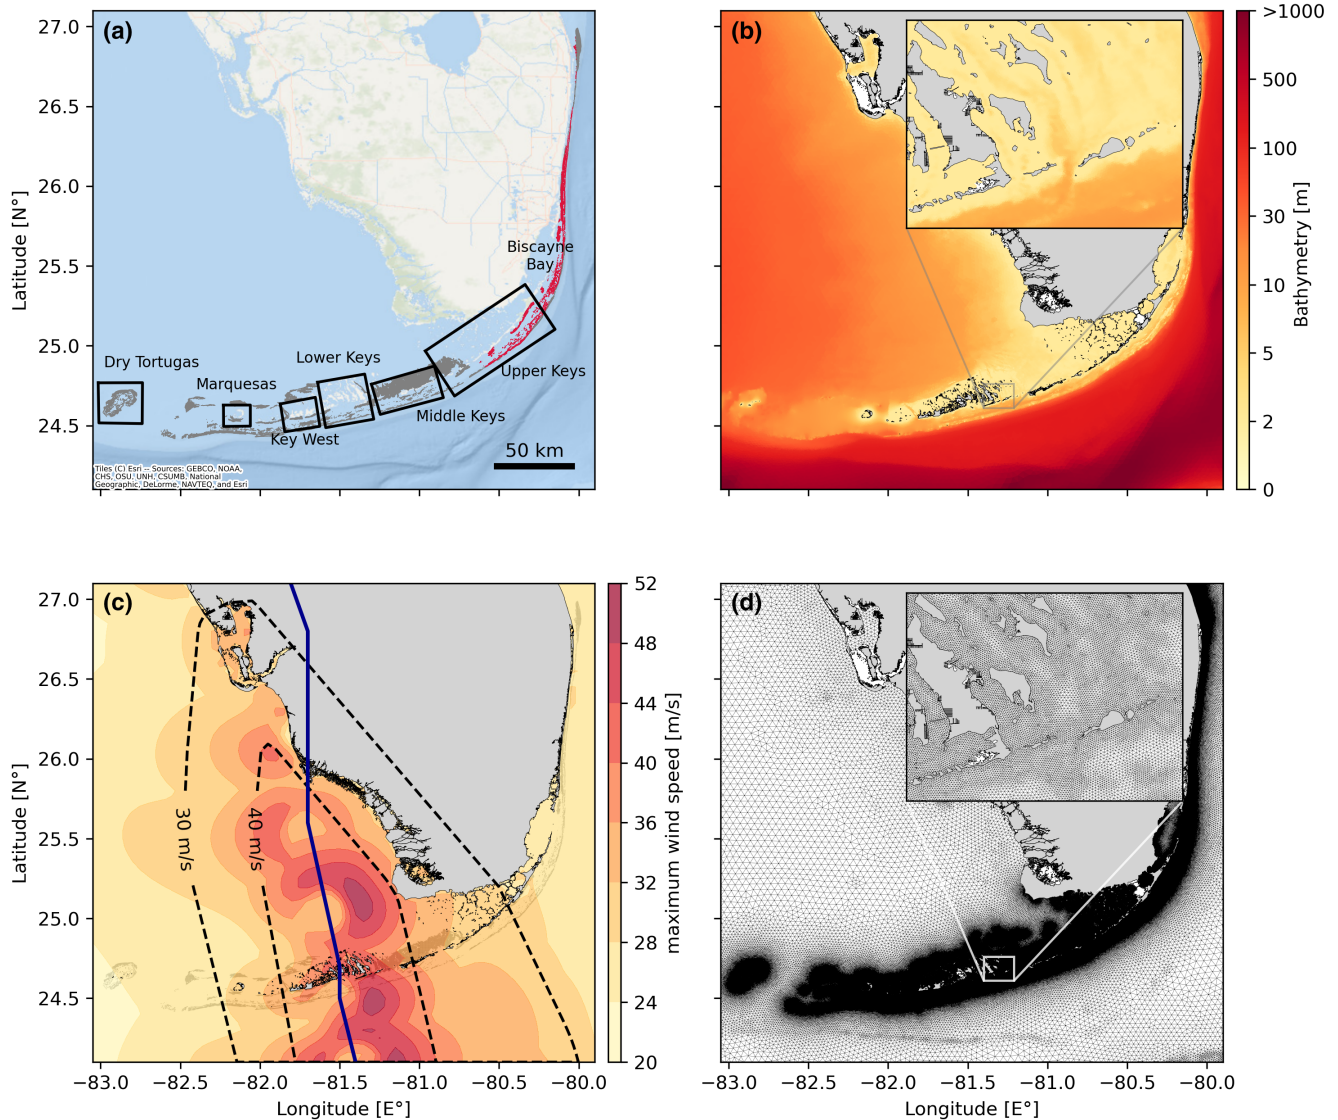 (a)
27.0
26.5
26.0
25.5
25.0
24.5
Latitude [N°]
Biscayne
Bay
Dry Tortugas
Lower Keys
Marquesas
Upper Keys
Middle Keys
Key West
50 km
Tiles (C) Esri -- Sources: GEBCO, NOAA,
CHS, OSU, UNH, CSUMB, National
Geographic, DeLorme, NAVTEQ, and Esri
(b)
>1000
500
100
30
10
5
2
0
Bathymetry [m]
(c)
27.0
26.5
26.0
25.5
25.0
24.5
Latitude [N°]
30 m/s
40 m/s
−83.0
−82.5
−82.0
−81.5
−81.0
−80.5
−80.0
Longitude [E°]
52
48
44
40
36
32
28
24
20
maximum wind speed [m/s]
(d)
−83.0
−82.5
−82.0
−81.5
−81.0
−80.5
−80.0
Longitude [E°]